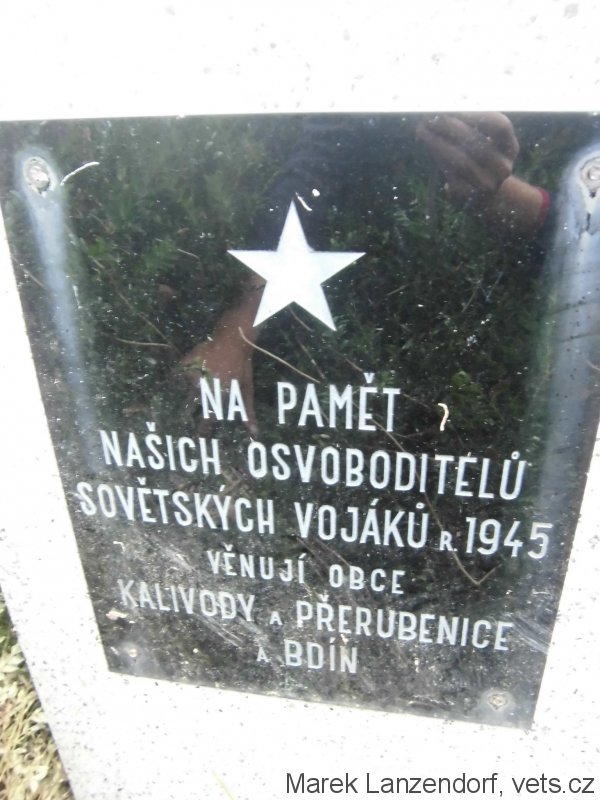 NA PAMĚT
NAŠICH OSVOBODITELŮ
SOVĚTSKÝCH VOJÁKŮ R. 1945
VĚNUJÍ OBCE
KALIVODY A PŘERUBENICE
A BDÍN
Marek Lanzendorf, vets.cz